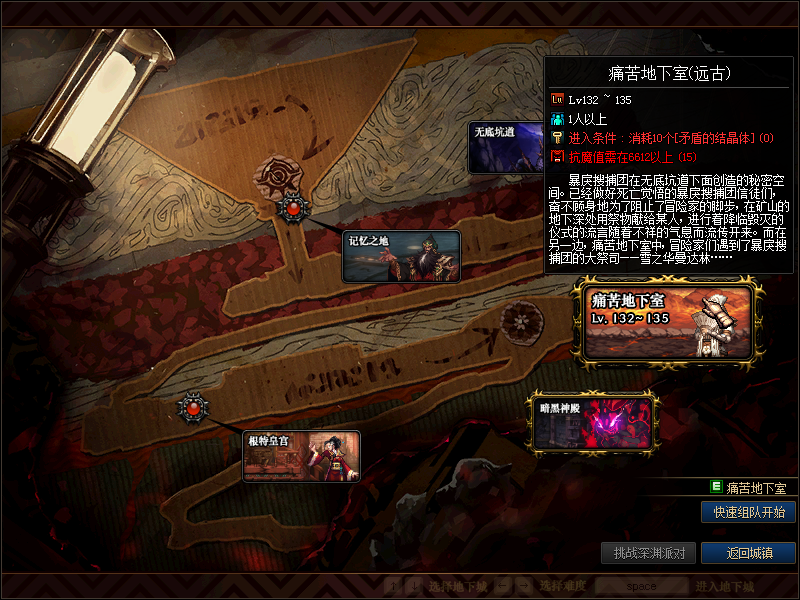 痛苦地下室(远古)
Lv132 ~ 135
1人以上
进入条件：消耗10个[矛盾的结晶体] (0)
抗魔值需在6812以上 (15)
暴戾搜捕团在无底坑道下面创造的秘密空
间。已经做好死亡觉悟的暴戾搜捕团信徒们，
奋不顾身地为了阻止了冒险家的脚步，在矿山的
地下深处用祭物献给某人，进行着降临毁灭的
仪式的流言随着不祥的气息而流传开来。而在
另一边，痛苦地下室中，冒险家们遇到了暴戾搜
捕团的大祭司——雪之华曼达林……
无底坑道
记忆之地
痛苦地下室
Lv. 132~135
暗黑神殿
根特皇宫
E 痛苦地下室
快速组队开始
挑战深渊派对
返回城镇
↑ ↓ 选择地下城 ← → 选择难度 space 进入地下城